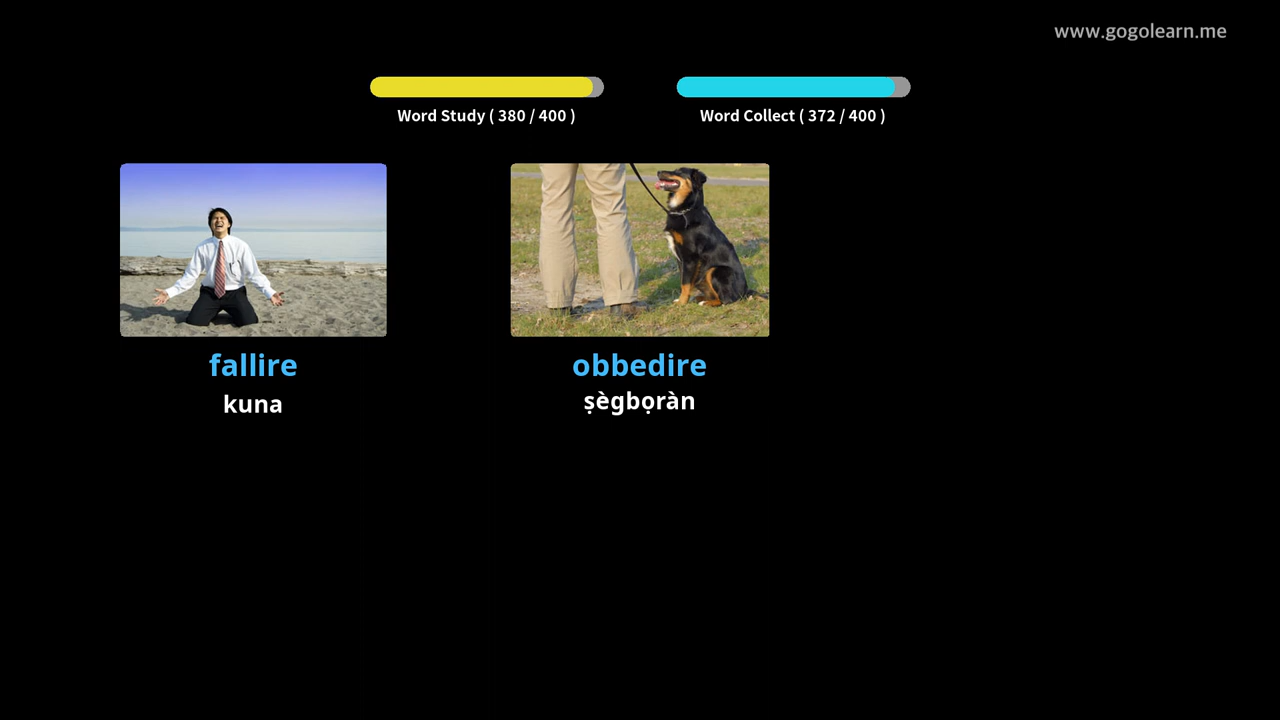 www.gogolearn.me
Word Study ( 380 / 400 )
Word Collect ( 372 / 400 )
fallire
kuna
obbedire
ṣègbọràn